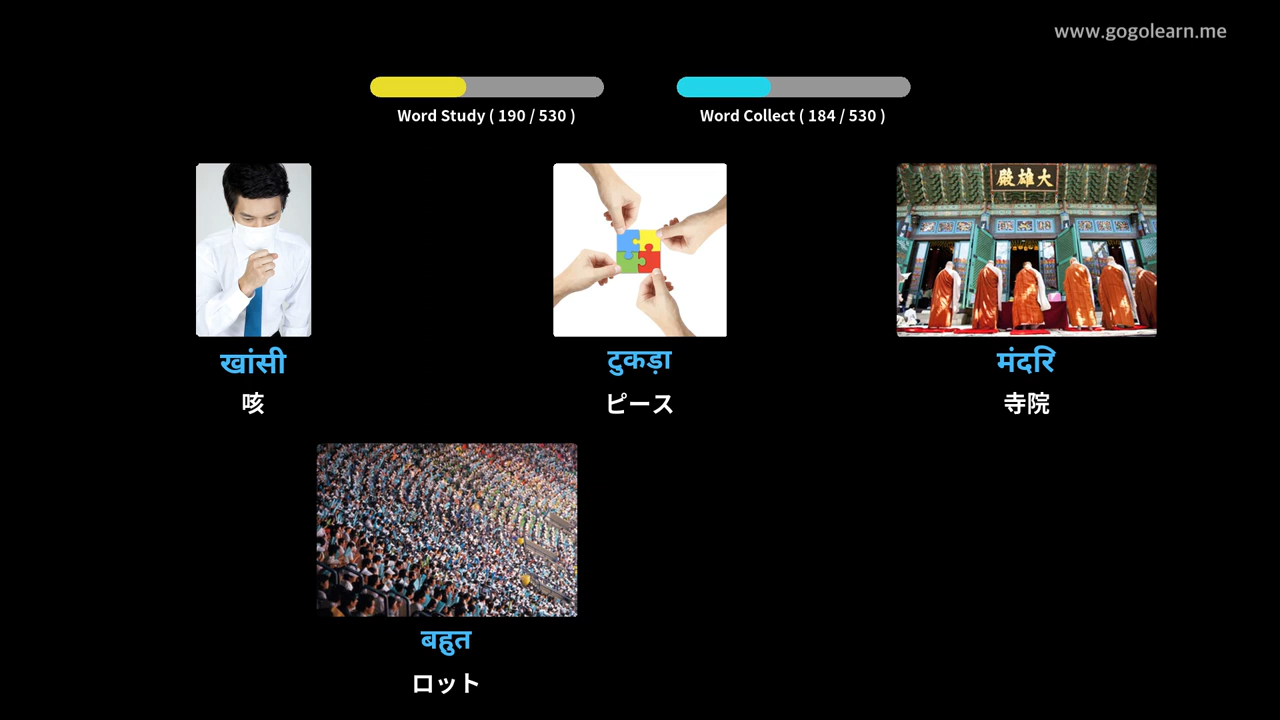 www.gogolearn.me
Word Study ( 190 / 530 )
Word Collect ( 184 / 530 )
大雄殿
खांसी
咳
टुकड़ा
ピース
मंदरि
寺院
बहुत
ロット